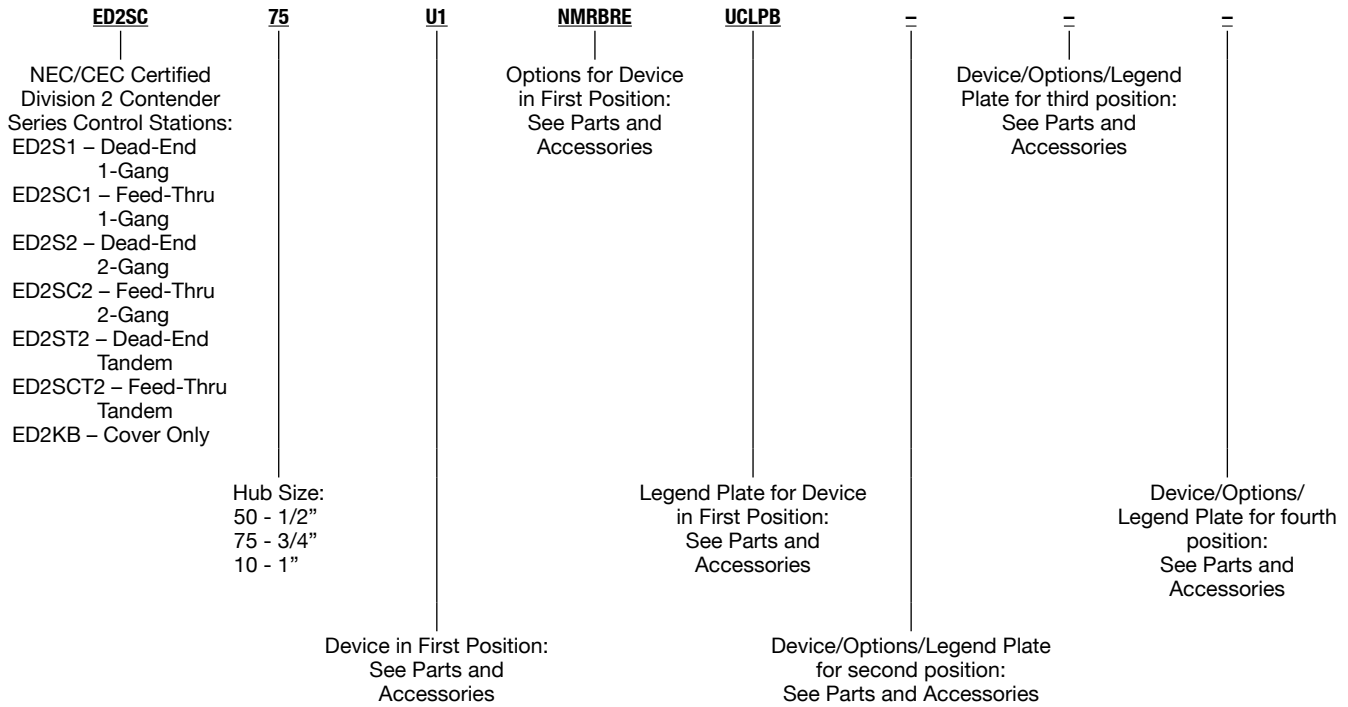 ED2SC 75 U1 NMRBRE UCLPB – – –
NEC/CEC Certified
Division 2 Contender
Series Control Stations:
ED2S1 – Dead-End
1-Gang
ED2SC1 – Feed-Thru
1-Gang
ED2S2 – Dead-End
2-Gang
ED2SC2 – Feed-Thru
2-Gang
ED2ST2 – Dead-End
Tandem
ED2SCT2 – Feed-Thru
Tandem
ED2KB – Cover Only
Hub Size:
50 - 1/2”
75 - 3/4”
10 - 1”
Device in First Position:
See Parts and
Accessories
Options for Device
in First Position:
See Parts and
Accessories
Legend Plate for Device
in First Position:
See Parts and
Accessories
Device/Options/Legend Plate
for second position:
See Parts and Accessories
Device/Options/Legend
Plate for third position:
See Parts and
Accessories
Device/Options/
Legend Plate for fourth
position:
See Parts and
Accessories